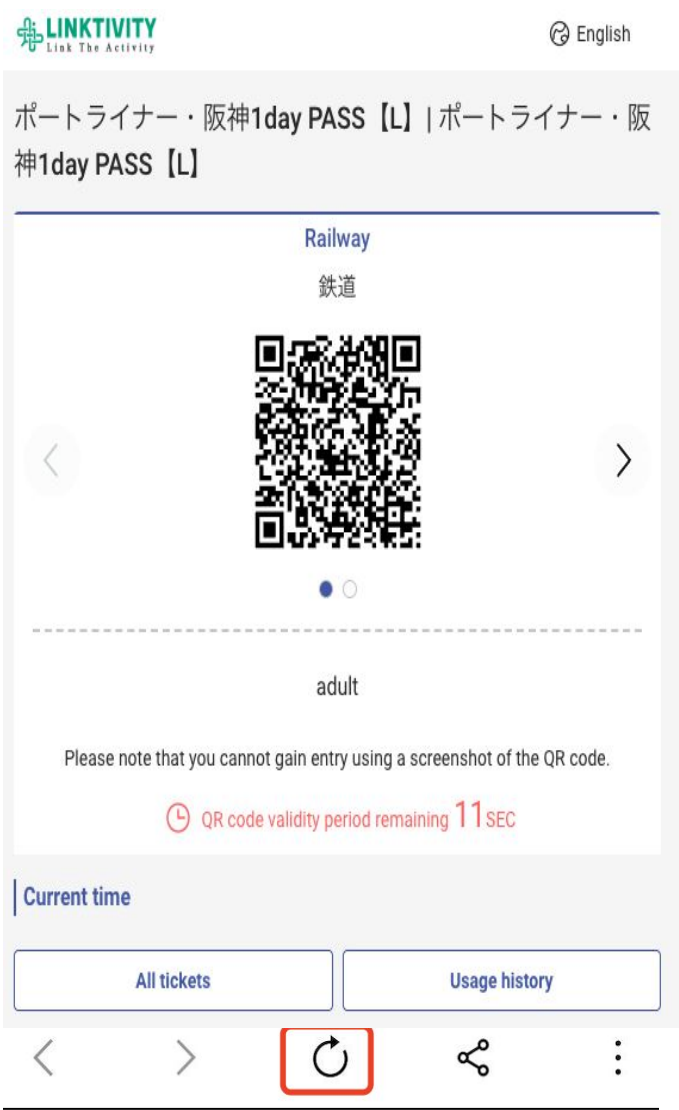 LINKTIVITY
Link The Activity
English
ポートライナー・阪神1day PASS【L】| ポートライナー・阪
神1day PASS【L】
Railway
鉄道
adult
Please note that you cannot gain entry using a screenshot of the QR code.
QR code validity period remaining 11SEC
Current time
All tickets
Usage history